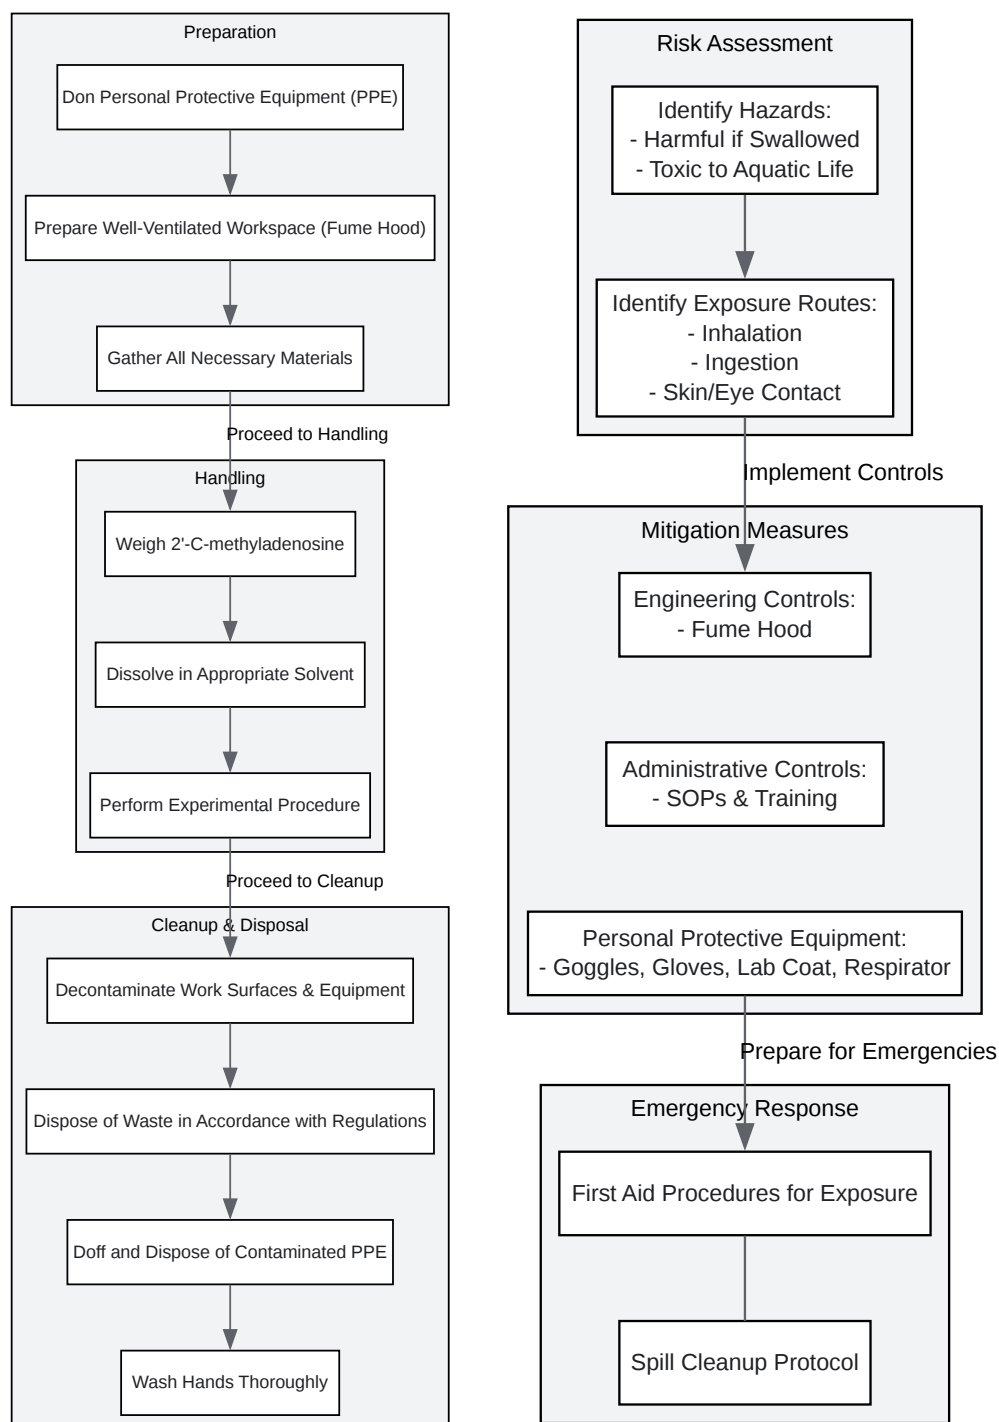 Preparation
Don Personal Protective Equipment (PPE)
Prepare Well-Ventilated Workspace (Fume Hood)
Gather All Necessary Materials
Proceed to Handling
Handling
Weigh 2'-C-methyladenosine
Dissolve in Appropriate Solvent
Perform Experimental Procedure
Proceed to Cleanup
Cleanup & Disposal
Decontaminate Work Surfaces & Equipment
Dispose of Waste in Accordance with Regulations
Doff and Dispose of Contaminated PPE
Wash Hands Thoroughly
Risk Assessment
Identify Hazards:
- Harmful if Swallowed
- Toxic to Aquatic Life
Identify Exposure Routes:
- Inhalation
- Ingestion
- Skin/Eye Contact
Implement Controls
Mitigation Measures
Engineering Controls:
- Fume Hood
Administrative Controls:
- SOPs & Training
Personal Protective Equipment:
- Goggles, Gloves, Lab Coat, Respirator
Prepare for Emergencies
Emergency Response
First Aid Procedures for Exposure
Spill Cleanup Protocol